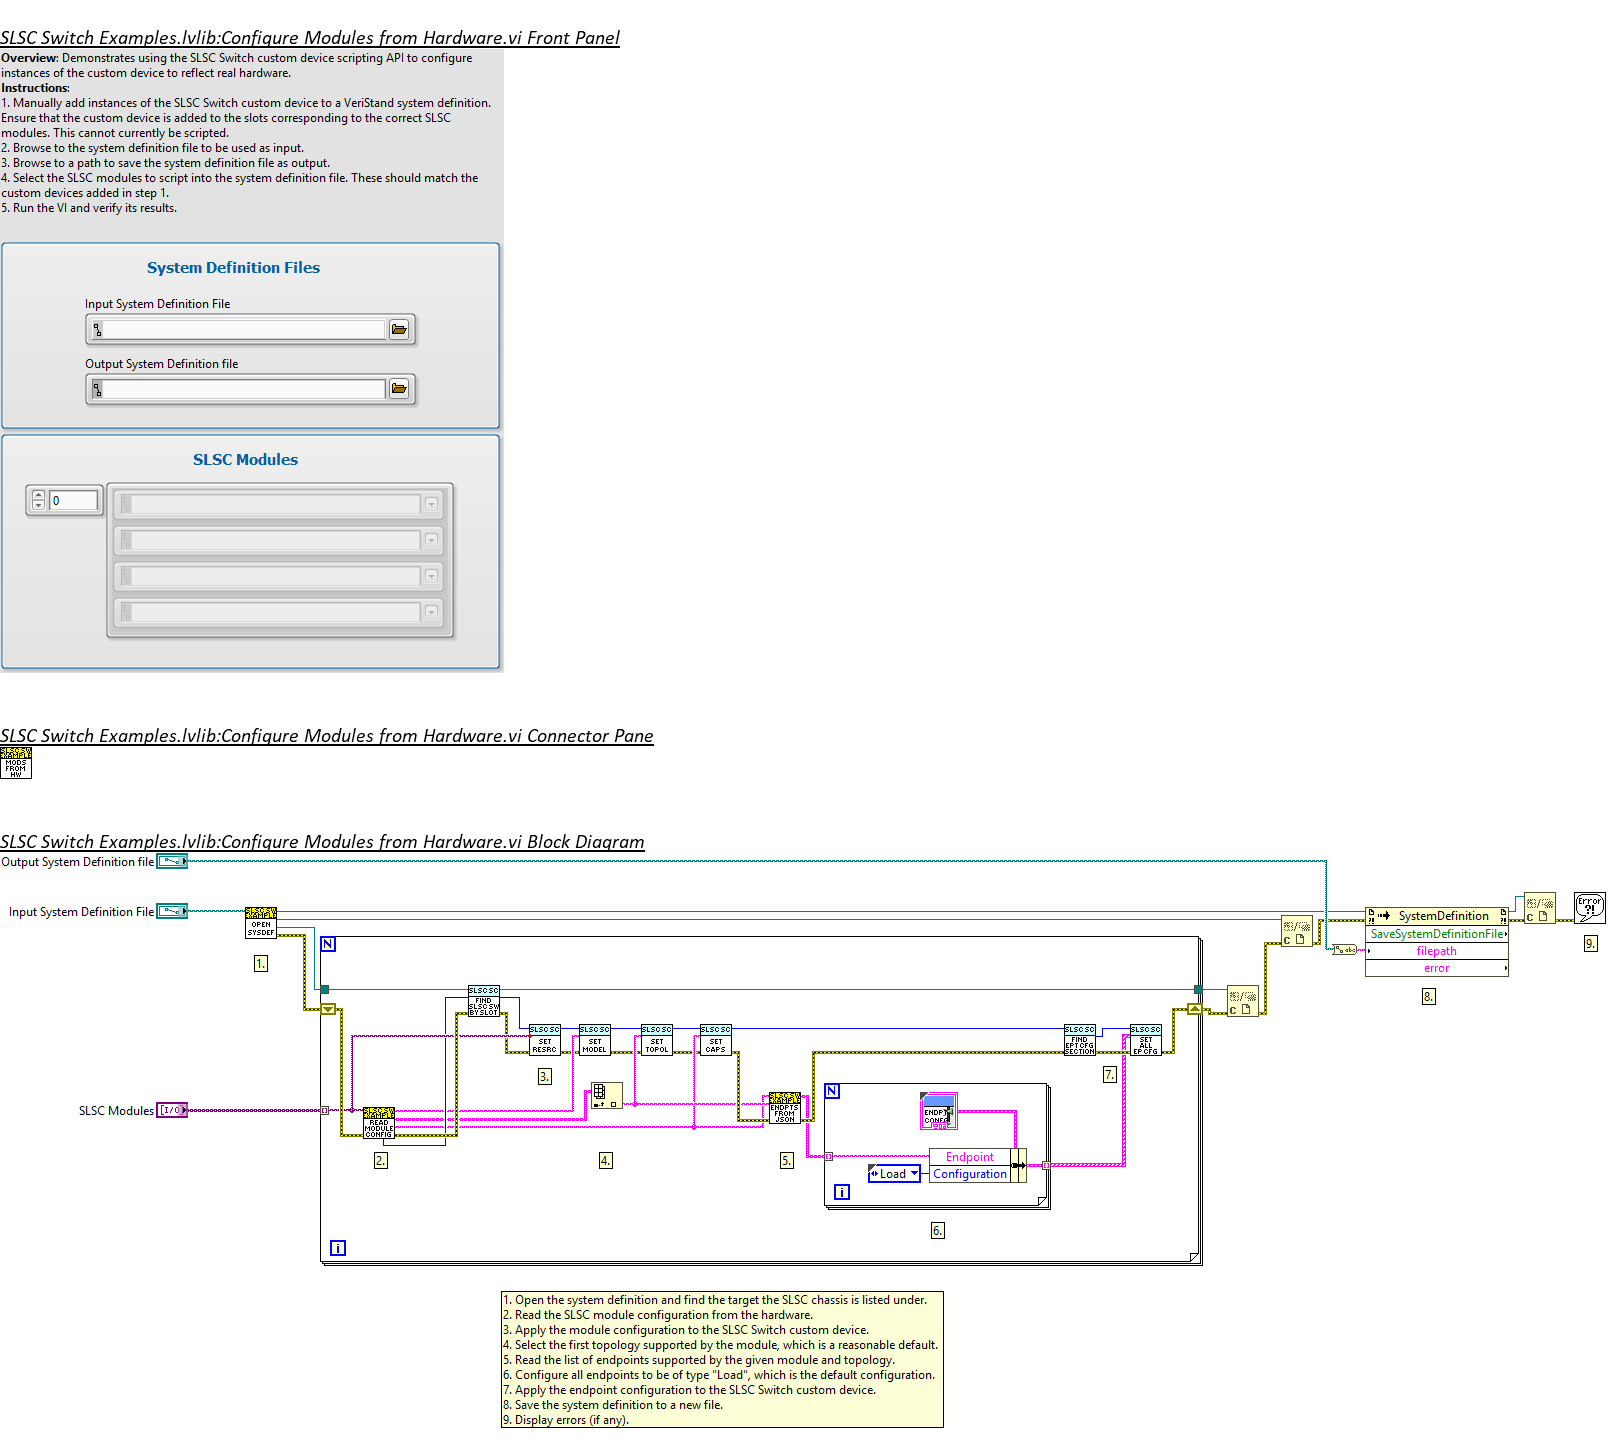 SLSC Switch Examples.lvlib:Configure Modules from Hardware.vi Front Panel
Overview: Demonstrates using the SLSC Switch custom device scripting API to configure
instances of the custom device to reflect real hardware.
Instructions:
1. Manually add instances of the SLSC Switch custom device to a VeriStand system definition.
Ensure that the custom device is added to the slots corresponding to the correct SLSC
modules. This cannot currently be scripted.
2. Browse to the system definition file to be used as input.
3. Browse to a path to save the system definition file as output.
4. Select the SLSC modules to script into the system definition file. These should match the
custom devices added in step 1.
5. Run the VI and verify its results.
System Definition Files
Input System Definition File
Output System Definition file
SLSC Modules
0
SLSC Switch Examples.lvlib:Configure Modules from Hardware.vi Connector Pane
SLSC SW
EXAMPLE
MODS
FROM
HW
SLSC Switch Examples.lvlib:Configure Modules from Hardware.vi Block Diagram
Output System Definition file
Input System Definition File
SLSC SW
EXAMPLE
OPEN
SYSDEF
1.
N
SystemDefinition
SaveSystemDefinitionFile
filepath
error
8.
Error
?!
9.
SLSC SC
FIND
SLSC SW
BY SLOT
SLSC SC
SET
RESRC
3.
SLSC SC
SET
MODEL
SLSC SC
SET
TOPOL
SLSC SC
SET
CAPS
SLSC SC
FIND
EPT CFG
SECTION
SLSC SC
SET
ALL
EP CFG
7.
SLSC Modules
[I/O]
SLSC SW
EXAMPLE
READ
MODULE
CONFIG
2.
4.
SLSC SW
EXAMPLE
ENDPTS
FROM
JSON
5.
N
ENDPT
CONFG
Endpoint
Load
Configuration
i
6.
i
1. Open the system definition and find the target the SLSC chassis is listed under.
2. Read the SLSC module configuration from the hardware.
3. Apply the module configuration to the SLSC Switch custom device.
4. Select the first topology supported by the module, which is a reasonable default.
5. Read the list of endpoints supported by the given module and topology.
6. Configure all endpoints to be of type "Load", which is the default configuration.
7. Apply the endpoint configuration to the SLSC Switch custom device.
8. Save the system definition to a new file.
9. Display errors (if any).